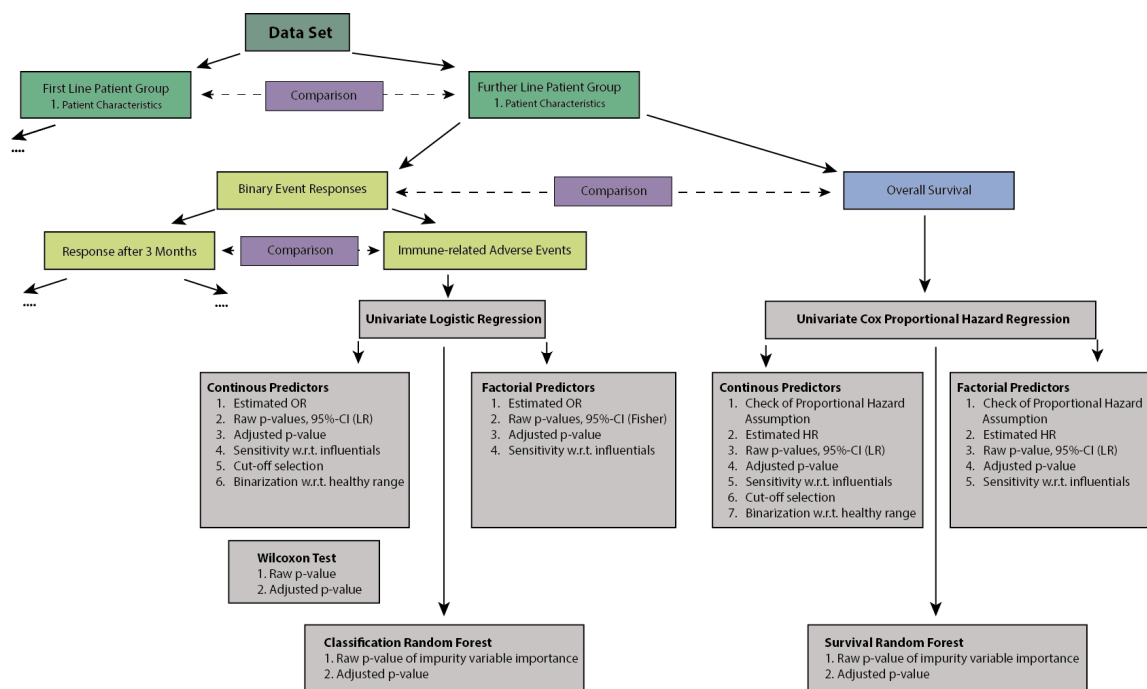 Data Set
First Line Patient Group
1. Patient Characteristics
Comparison
Further Line Patient Group
1. Patient Characteristics
....
Binary Event Responses
Comparison
Overall Survival
Response after 3 Months
Comparison
Immune-related Adverse Events
....
....
Univariate Logistic Regression
Univariate Cox Proportional Hazard Regression
Continous Predictors
1. Estimated OR
2. Raw p-values, 95%-CI (LR)
3. Adjusted p-value
4. Sensitivity w.r.t. influentials
5. Cut-off selection
6. Binarization w.r.t. healthy range
Factorial Predictors
1. Estimated OR
2. Raw p-values, 95%-CI (Fisher)
3. Adjusted p-value
4. Sensitivity w.r.t. influentials
Continous Predictors
1. Check of Proportional Hazard
Assumption
2. Estimated HR
3. Raw p-values, 95%-CI (LR)
4. Adjusted p-value
5. Sensitivity w.r.t. influentials
6. Cut-off selection
7. Binarization w.r.t. healthy range
Factorial Predictors
1. Check of Proportional Hazard
Assumption
2. Estimated HR
3. Raw p-value, 95%-CI (LR)
4. Adjusted p-value
5. Sensitivity w.r.t. influentials
Wilcoxon Test
1. Raw p-value
2. Adjusted p-value
Classification Random Forest
1. Raw p-value of impurity variable importance
2. Adjusted p-value
Survival Random Forest
1. Raw p-value of impurity variable importance
2. Adjusted p-value